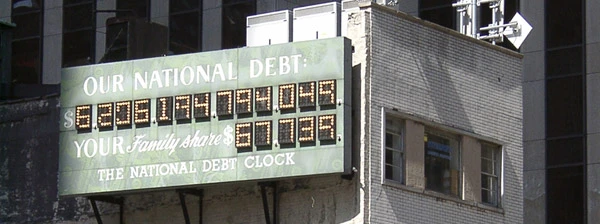 OUR NATIONAL DEBT:
YOUR Family share
THE NATIONAL DEBT CLOCK